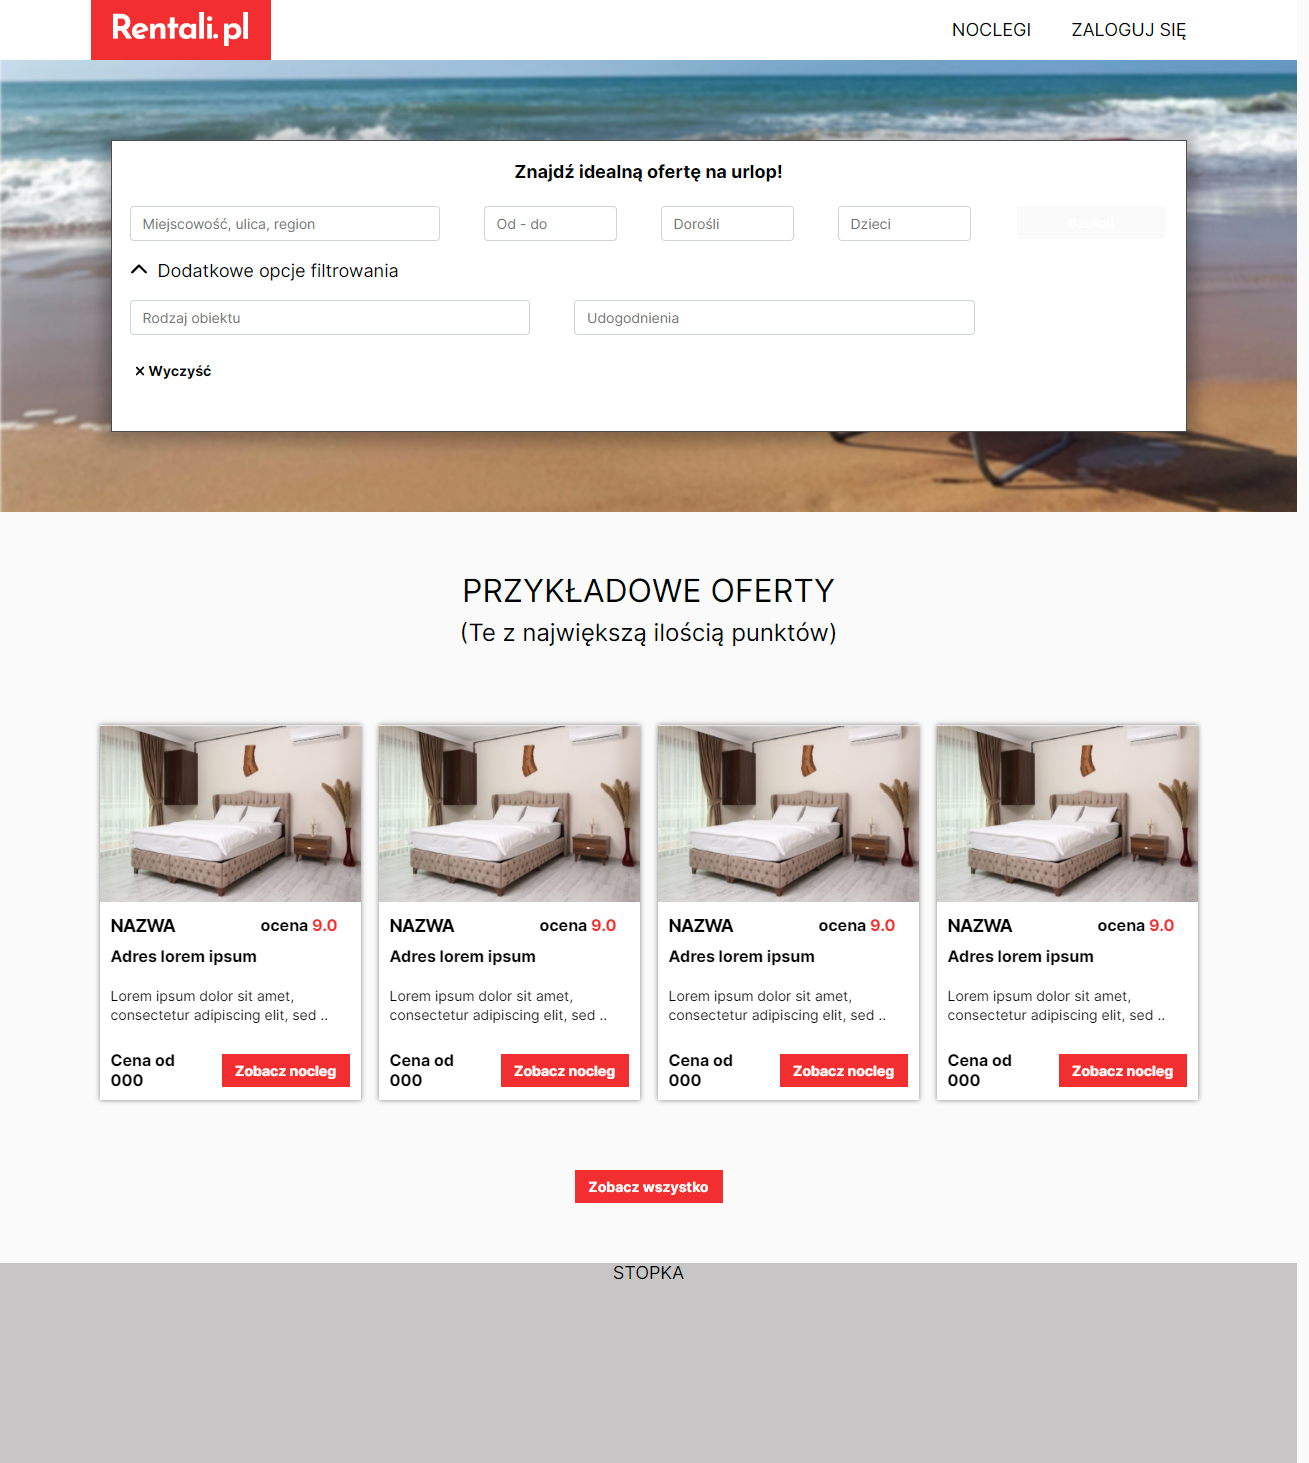 Rentali.pl
NOCLEGI
ZALOGUJ SIĘ
Znajdź idealną ofertę na urlop!
Miejscowość, ulica, region
Od - do
Dorośli
Dzieci
Szukaj
Dodatkowe opcje filtrowania
Rodzaj obiektu
Udogodnienia
× Wyczyść
PRZYKŁADOWE OFERTY
(Te z największą ilością punktów)
NAZWA ocena 9.0
Adres lorem ipsum
Lorem ipsum dolor sit amet,
consectetur adipiscing elit, sed ..
Cena od
000
Zobacz nocleg
NAZWA ocena 9.0
Adres lorem ipsum
Lorem ipsum dolor sit amet,
consectetur adipiscing elit, sed ..
Cena od
000
Zobacz nocleg
NAZWA ocena 9.0
Adres lorem ipsum
Lorem ipsum dolor sit amet,
consectetur adipiscing elit, sed ..
Cena od
000
Zobacz nocleg
NAZWA ocena 9.0
Adres lorem ipsum
Lorem ipsum dolor sit amet,
consectetur adipiscing elit, sed ..
Cena od
000
Zobacz nocleg
Zobacz wszystko
STOPKA